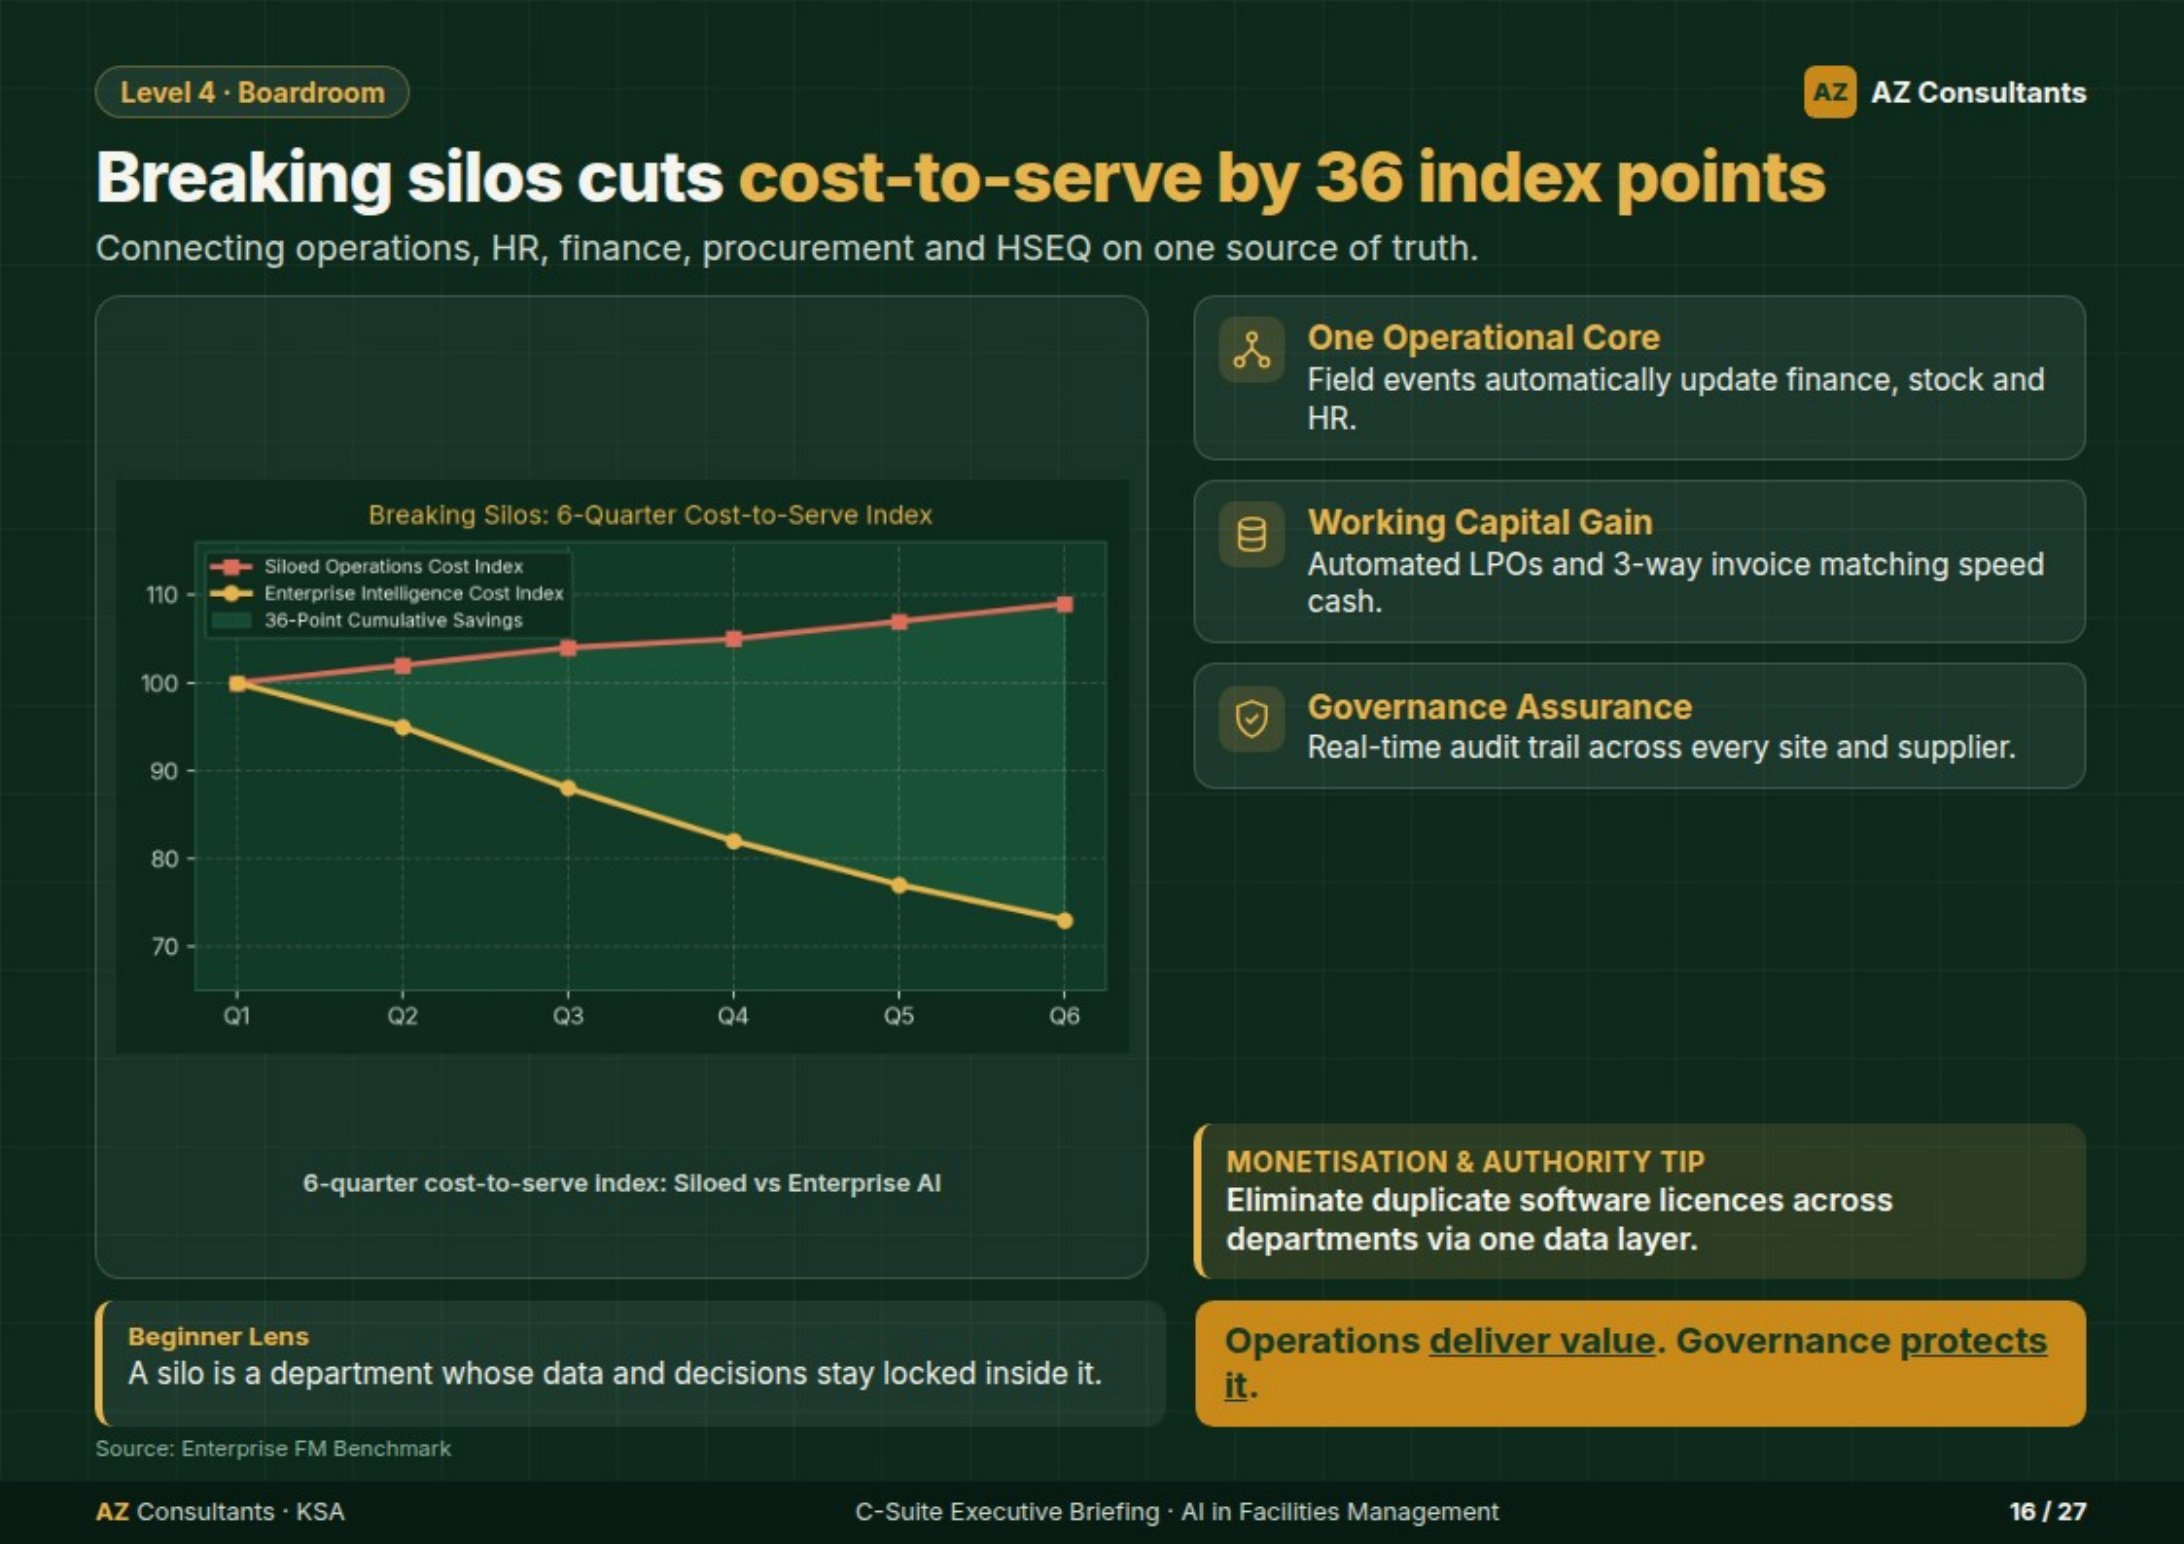 Level 4 · Boardroom
AZ AZ Consultants
Breaking silos cuts cost-to-serve by 36 index points
Connecting operations, HR, finance, procurement and HSEQ on one source of truth.
Breaking Silos: 6-Quarter Cost-to-Serve Index
Siloed Operations Cost Index
Enterprise Intelligence Cost Index
36-Point Cumulative Savings
110
100
90
80
70
Q1 Q2 Q3 Q4 Q5 Q6
6-quarter cost-to-serve index: Siloed vs Enterprise AI
One Operational Core
Field events automatically update finance, stock and
HR.
Working Capital Gain
Automated LPOs and 3-way invoice matching speed
cash.
Governance Assurance
Real-time audit trail across every site and supplier.
MONETISATION & AUTHORITY TIP
Eliminate duplicate software licences across
departments via one data layer.
Beginner Lens
A silo is a department whose data and decisions stay locked inside it.
Operations deliver value. Governance protects
it.
Source: Enterprise FM Benchmark
AZ Consultants · KSA
C-Suite Executive Briefing · AI in Facilities Management
16 / 27